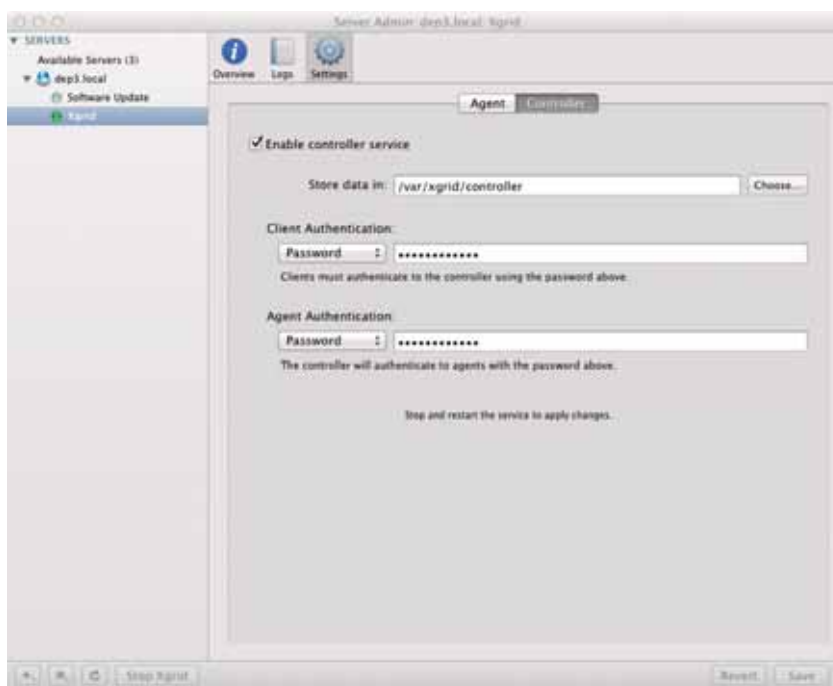 Server Admin: dep3.local: Xgrid
▼ SERVERS
Available Servers (3)
▼ dep3.local
Software Update
Xgrid
Overview Logs Settings
Agent Controller
Enable controller service
Store data in: /var/xgrid/controller Choose...
Client Authentication:
Password ••••••••••••
Clients must authenticate to the controller using the password above.
Agent Authentication:
Password ••••••••••••
The controller will authenticate to agents with the password above.
Stop and restart the service to apply changes.
Stop Xgrid Revert Save